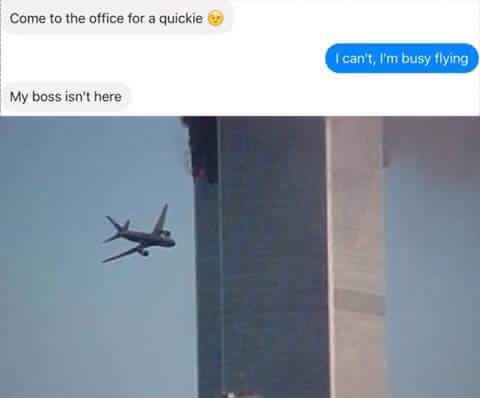 Come to the office for a quickie 😉
I can't, I'm busy flying
My boss isn't here